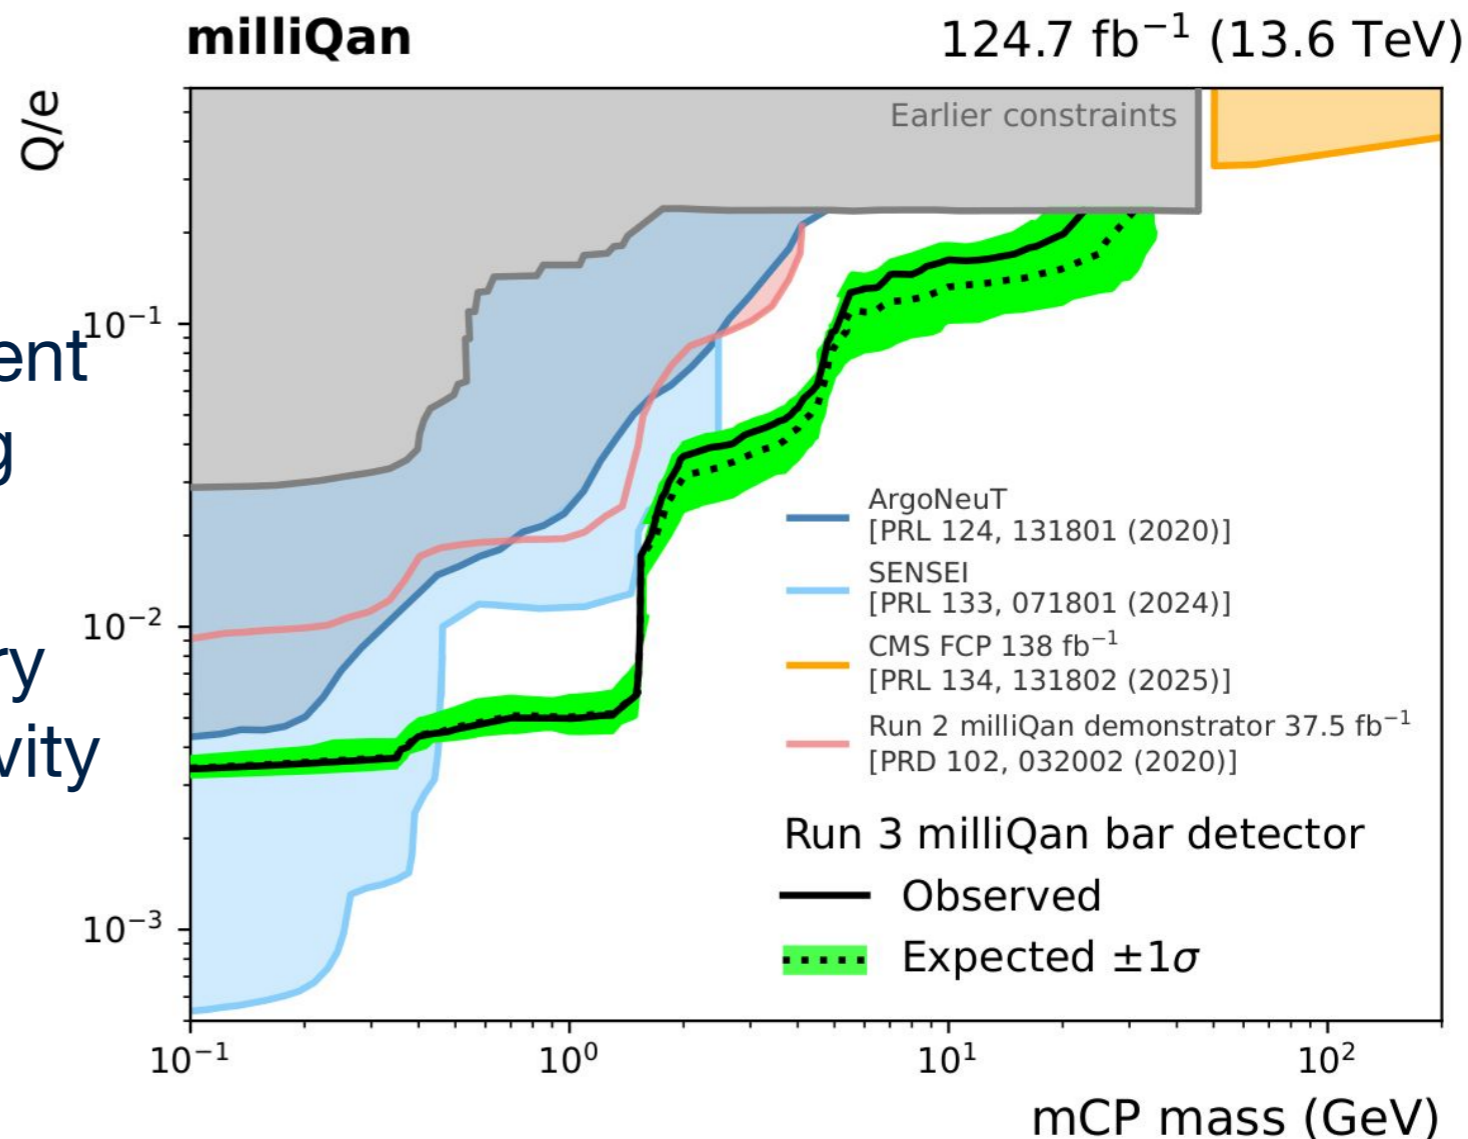 milliQan
124.7 fb⁻¹ (13.6 TeV)
Q/e
Earlier constraints
10⁻¹
10⁻²
10⁻³
ArgoNeuT
[PRL 124, 131801 (2020)]
SENSEI
[PRL 133, 071801 (2024)]
CMS FCP 138 fb⁻¹
[PRL 134, 131802 (2025)]
Run 2 milliQan demonstrator 37.5 fb⁻¹
[PRD 102, 032002 (2020)]
Run 3 milliQan bar detector
Observed
Expected ±1σ
10⁻¹ 10⁰ 10¹ 10²
mCP mass (GeV)
ent
g
ry
vity